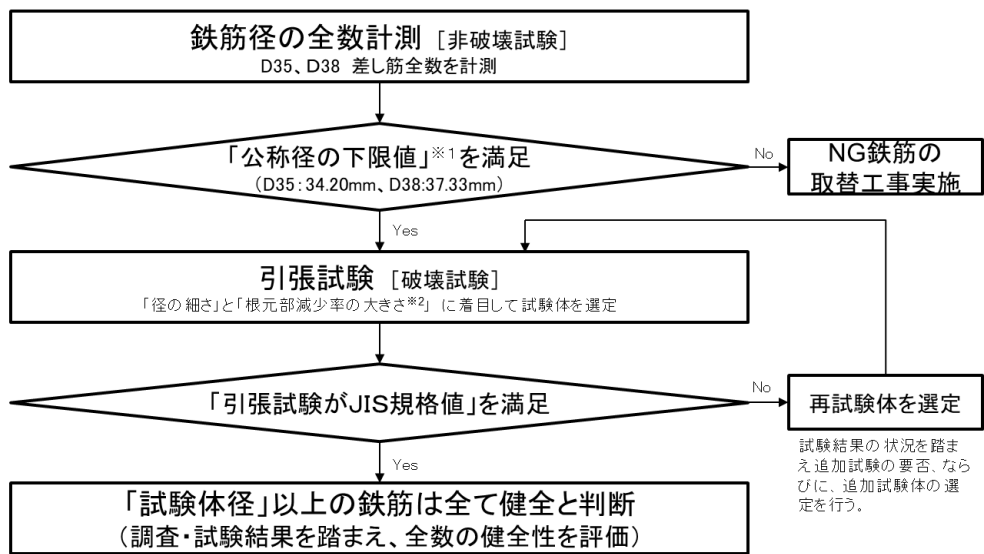 鉄筋径の全数計測 [非破壊試験]
D35、D38 差し筋全数を計測
「公称径の下限値」※1を満足
（D35：34.20mm、D38:37.33mm）
No
NG鉄筋の
取替工事実施
Yes
引張試験 [破壊試験]
「径の細さ」と「根元部減少率の大きさ※2」に着目して試験体を選定
「引張試験がJIS規格値」を満足
No
再試験体を選定
試験結果の状況を踏ま
え追加試験の要否、なら
びに、追加試験体の選
定を行う。
Yes
「試験体径」以上の鉄筋は全て健全と判断
（調査・試験結果を踏まえ、全数の健全性を評価）